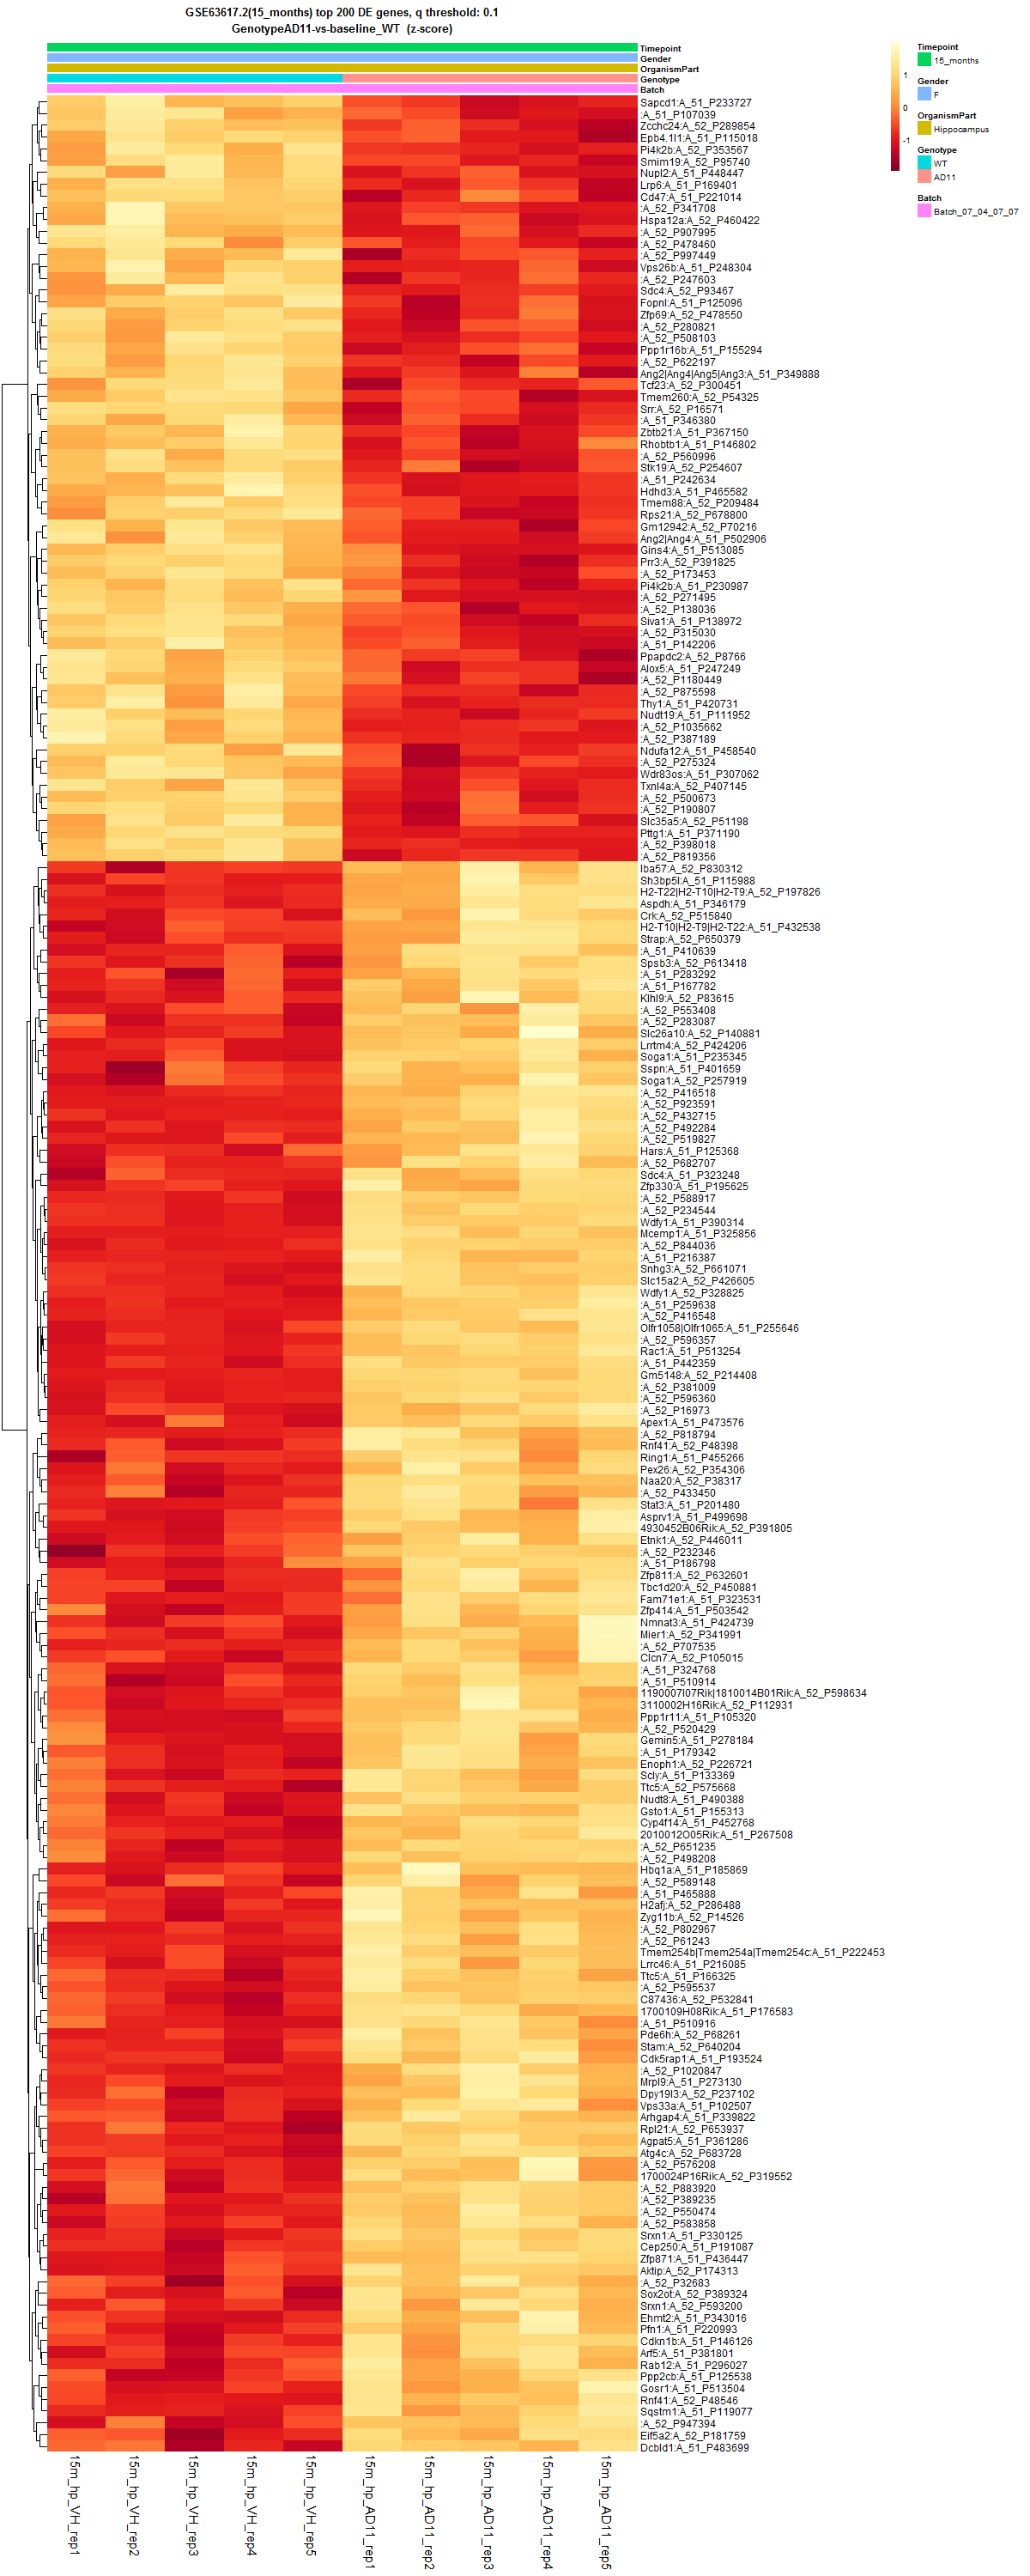 GSE63617.2(15_months) top 200 DE genes, q threshold: 0.1
GenotypeAD11-vs-baseline_WT (z-score)
Timepoint
Gender
OrganismPart
Genotype
Batch
1
0
-1
Timepoint
15_months
Gender
F
OrganismPart
Hippocampus
Genotype
WT
AD11
Batch
Batch_07_04_07_07
Sapcd1:A_51_P233727
:A_51_P107039
Zcchc24:A_52_P289854
Epb4.1l1:A_51_P115018
Pi4k2b:A_52_P353567
Smim19:A_52_P95740
Nupl2:A_51_P448447
Lrp6:A_51_P169401
Cd47:A_51_P221014
:A_52_P341708
Hspa12a:A_52_P460422
:A_52_P907995
:A_52_P478460
:A_52_P997449
Vps26b:A_51_P248304
:A_52_P247603
Sdc4:A_52_P93467
Fopnl:A_51_P125096
Zfp69:A_52_P478550
:A_52_P280821
:A_52_P508103
Ppp1r16b:A_51_P155294
:A_52_P622197
Ang2|Ang4|Ang5|Ang3:A_51_P349888
Tcf23:A_52_P300451
Tmem260:A_52_P54325
Srr:A_52_P16571
:A_51_P346380
Zbtb21:A_51_P367150
Rhobtb1:A_51_P146802
:A_52_P560996
Stk19:A_52_P254607
:A_51_P242634
Hdhd3:A_51_P465582
Tmem88:A_52_P209484
Rps21:A_52_P678800
Gm12942:A_52_P70216
Ang2|Ang4:A_51_P502906
Gins4:A_51_P513085
Prr3:A_52_P391825
:A_52_P173453
Pi4k2b:A_51_P230987
:A_52_P271495
:A_52_P138036
Siva1:A_51_P138972
:A_52_P315030
:A_51_P142206
Ppapdc2:A_52_P8766
Alox5:A_51_P247249
:A_52_P1180449
:A_52_P875598
Thy1:A_51_P420731
Nudt19:A_51_P111952
:A_52_P1035662
:A_52_P387189
Ndufa12:A_51_P458540
:A_52_P275324
Wdr83os:A_51_P307062
Txnl4a:A_52_P407145
:A_52_P500673
:A_52_P190807
Slc35a5:A_52_P51198
Pttg1:A_51_P371190
:A_52_P398018
:A_52_P819356
Iba57:A_52_P830312
Sh3bp5l:A_51_P115988
H2-T22|H2-T10|H2-T9:A_52_P197826
Aspdh:A_51_P346179
Crk:A_52_P515840
H2-T10|H2-T9|H2-T22:A_51_P432538
Strap:A_52_P650379
:A_51_P410639
Spsb3:A_52_P613418
:A_51_P283292
:A_51_P167782
Klhl9:A_52_P83615
:A_52_P553408
:A_52_P283087
Slc26a10:A_52_P140881
Lrrtm4:A_52_P424206
Soga1:A_51_P235345
Sspn:A_51_P401659
Soga1:A_52_P257919
:A_52_P416518
:A_52_P923591
:A_52_P432715
:A_52_P492284
:A_52_P519827
Hars:A_51_P125368
:A_52_P682707
Sdc4:A_51_P323248
Zfp330:A_51_P195625
:A_52_P588917
:A_52_P234544
Wdfy1:A_51_P390314
Mcemp1:A_51_P325856
:A_52_P844036
:A_51_P216387
Snhg3:A_52_P661071
Slc15a2:A_52_P426605
Wdfy1:A_52_P328825
:A_51_P259638
:A_52_P416548
Olfr1058|Olfr1065:A_51_P255646
:A_52_P596357
Rac1:A_51_P513254
:A_51_P442359
Gm5148:A_52_P214408
:A_52_P381009
:A_52_P596360
:A_52_P16973
Apex1:A_51_P473576
:A_52_P818794
Rnf41:A_52_P48398
Ring1:A_51_P455266
Pex26:A_52_P354306
Naa20:A_52_P38317
:A_52_P433450
Stat3:A_51_P201480
Asprv1:A_51_P499698
4930452B06Rik:A_52_P391805
Etnk1:A_52_P446011
:A_52_P232346
:A_51_P186798
Zfp811:A_52_P632601
Tbc1d20:A_52_P450881
Fam71e1:A_51_P323531
Zfp414:A_51_P503542
Nmnat3:A_51_P424739
Mier1:A_52_P341991
:A_52_P707535
Clcn7:A_52_P105015
:A_51_P324768
:A_51_P510914
1190007I07Rik|1810014B01Rik:A_52_P598634
3110002H16Rik:A_52_P112931
Ppp1r11:A_51_P105320
:A_52_P520429
Gemin5:A_51_P278184
:A_51_P179342
Enoph1:A_52_P226721
Scly:A_51_P133369
Ttc5:A_52_P575668
Nudt8:A_51_P490388
Gsto1:A_51_P155313
Cyp4f14:A_51_P452768
2010012O05Rik:A_51_P267508
:A_52_P651235
:A_52_P498208
Hbq1a:A_51_P185869
:A_52_P589148
:A_51_P465888
H2afj:A_52_P286488
Zyg11b:A_52_P14526
:A_52_P802967
:A_52_P61243
Tmem254b|Tmem254a|Tmem254c:A_51_P222453
Lrrc46:A_51_P216085
Ttc5:A_51_P166325
:A_52_P595537
C87436:A_52_P532841
1700109H08Rik:A_51_P176583
:A_51_P510916
Pde6h:A_52_P68261
Stam:A_52_P640204
Cdk5rap1:A_51_P193524
:A_52_P1020847
Mrpl9:A_51_P273130
Dpy19l3:A_52_P237102
Vps33a:A_51_P102507
Arhgap4:A_51_P339822
Rpl21:A_52_P653937
Agpat5:A_51_P361286
Atg4c:A_52_P683728
:A_52_P576208
1700024P16Rik:A_52_P319552
:A_52_P883920
:A_52_P389235
:A_52_P550474
:A_52_P583858
Srxn1:A_51_P330125
Cep250:A_51_P191087
Zfp871:A_51_P436447
Aktip:A_52_P174313
:A_52_P32683
Sox2ot:A_52_P389324
Srxn1:A_52_P593200
Ehmt2:A_51_P343016
Pfn1:A_51_P220993
Cdkn1b:A_51_P146126
Arf5:A_51_P381801
Rab12:A_51_P296027
Ppp2cb:A_51_P125538
Gosr1:A_51_P513504
Rnf41:A_52_P48546
Sqstm1:A_51_P119077
:A_52_P947394
Eif5a2:A_52_P181759
Dcbld1:A_51_P483699
15m_hp_VH_rep1
15m_hp_VH_rep2
15m_hp_VH_rep3
15m_hp_VH_rep4
15m_hp_VH_rep5
15m_hp_AD11_rep1
15m_hp_AD11_rep2
15m_hp_AD11_rep3
15m_hp_AD11_rep4
15m_hp_AD11_rep5